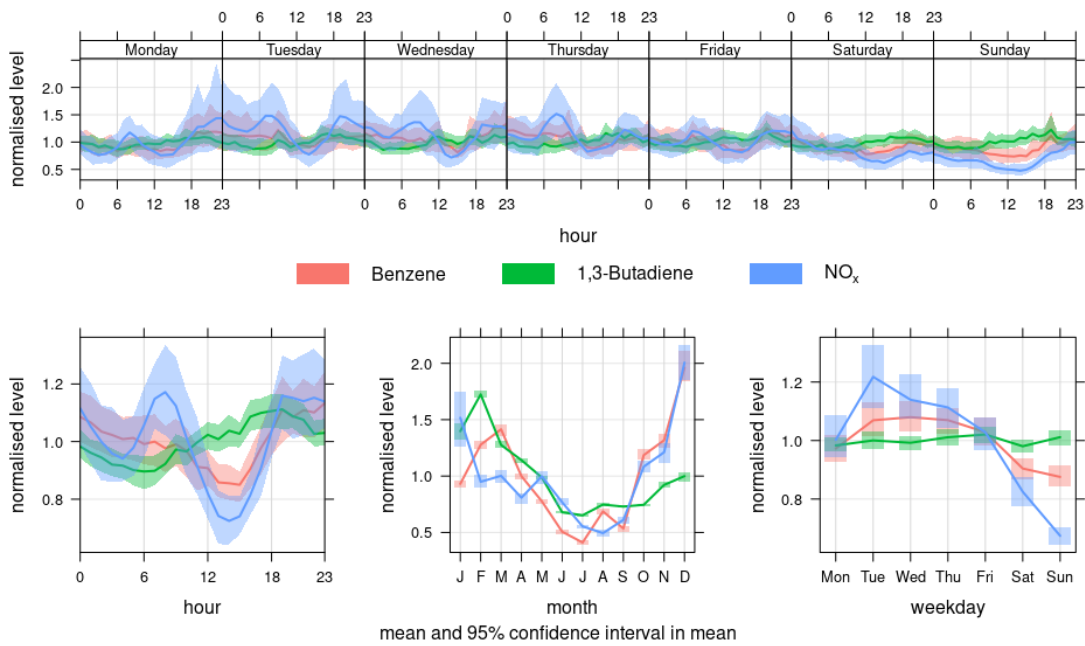 0 6 12 18 23 0 6 12 18 23 0 6 12 18 23
Monday Tuesday Wednesday Thursday Friday Saturday Sunday
normalised level
2.0
1.5
1.0
0.5
0 6 12 18 23 0 6 12 18 23 0 6 12 18 23 0 6 12 18 23
hour
Benzene 1,3-Butadiene NOx
normalised level
1.2
1.0
0.8
0 6 12 18 23
hour
normalised level
2.0
1.5
1.0
0.5
J F M A M J J A S O N D
month
normalised level
1.2
1.0
0.8
Mon Tue Wed Thu Fri Sat Sun
weekday
mean and 95% confidence interval in mean